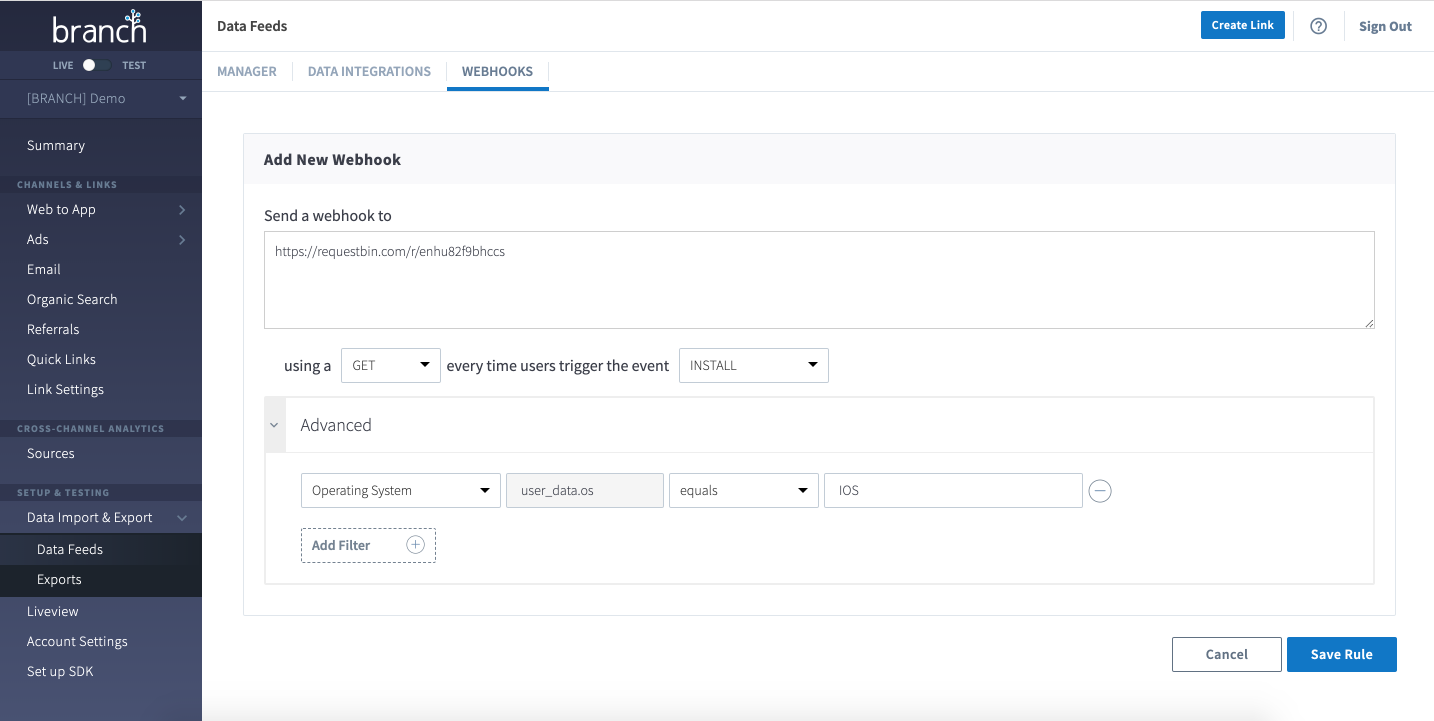 branch
LIVE TEST
[BRANCH] Demo
Summary
CHANNELS & LINKS
Web to App
Ads
Email
Organic Search
Referrals
Quick Links
Link Settings
CROSS-CHANNEL ANALYTICS
Sources
SETUP & TESTING
Data Import & Export
Data Feeds
Exports
Liveview
Account Settings
Set up SDK
Data Feeds
Create Link
?
Sign Out
MANAGER
DATA INTEGRATIONS
WEBHOOKS
Add New Webhook
Send a webhook to
https://requestbin.com/r/enhu82f9bhccs
using a GET every time users trigger the event INSTALL
Advanced
Operating System user_data.os equals IOS
Add Filter
Cancel
Save Rule